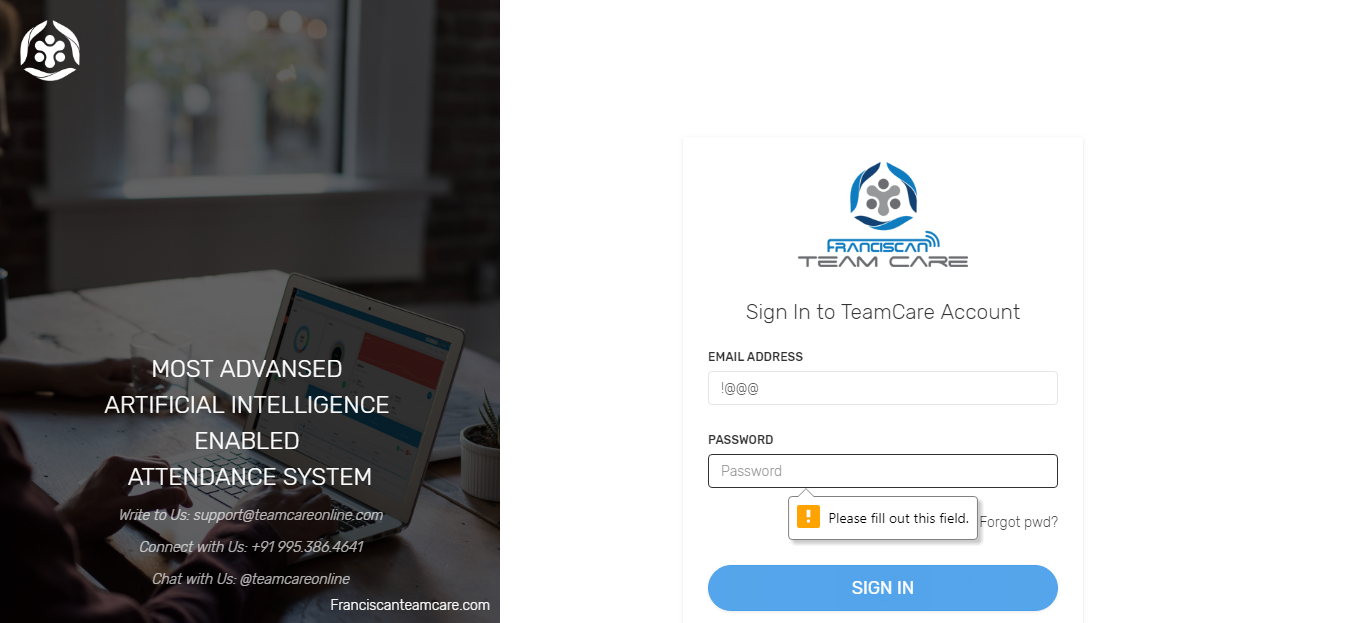 MOST ADVANSED
ARTIFICIAL INTELLIGENCE
ENABLED
ATTENDANCE SYSTEM
Write to Us: support@teamcareonline.com
Connect with Us: +91 995.386.4641
Chat with Us: @teamcareonline
Franciscanteamcare.com
FRANCISCAN
TEAM CARE
Sign In to TeamCare Account
EMAIL ADDRESS
!@@@
PASSWORD
Password
Please fill out this field.
Forgot pwd?
SIGN IN